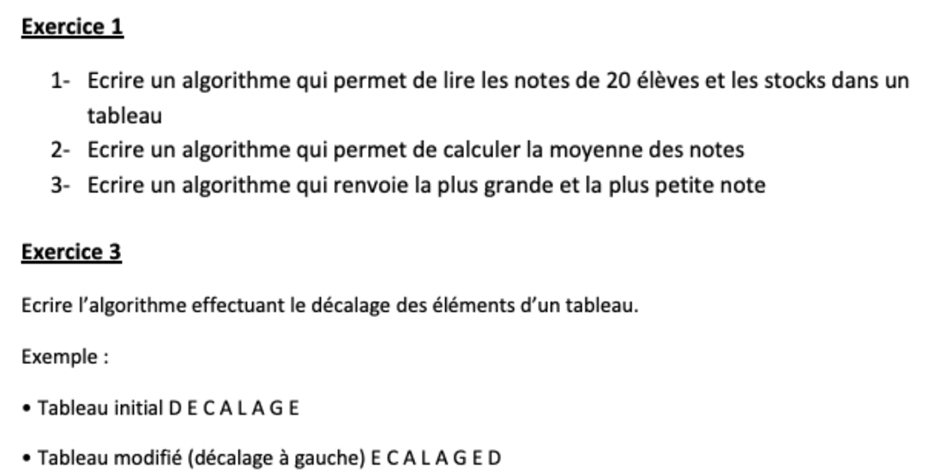 Exercice 1
1- Ecrire un algorithme qui permet de lire les notes de 20 élèves et les stocks dans un
tableau
2- Ecrire un algorithme qui permet de calculer la moyenne des notes
3- Ecrire un algorithme qui renvoie la plus grande et la plus petite note
Exercice 3
Ecrire l’algorithme effectuant le décalage des éléments d’un tableau.
Exemple :
• Tableau initial D E C A L A G E
• Tableau modifié (décalage à gauche) E C A L A G E D